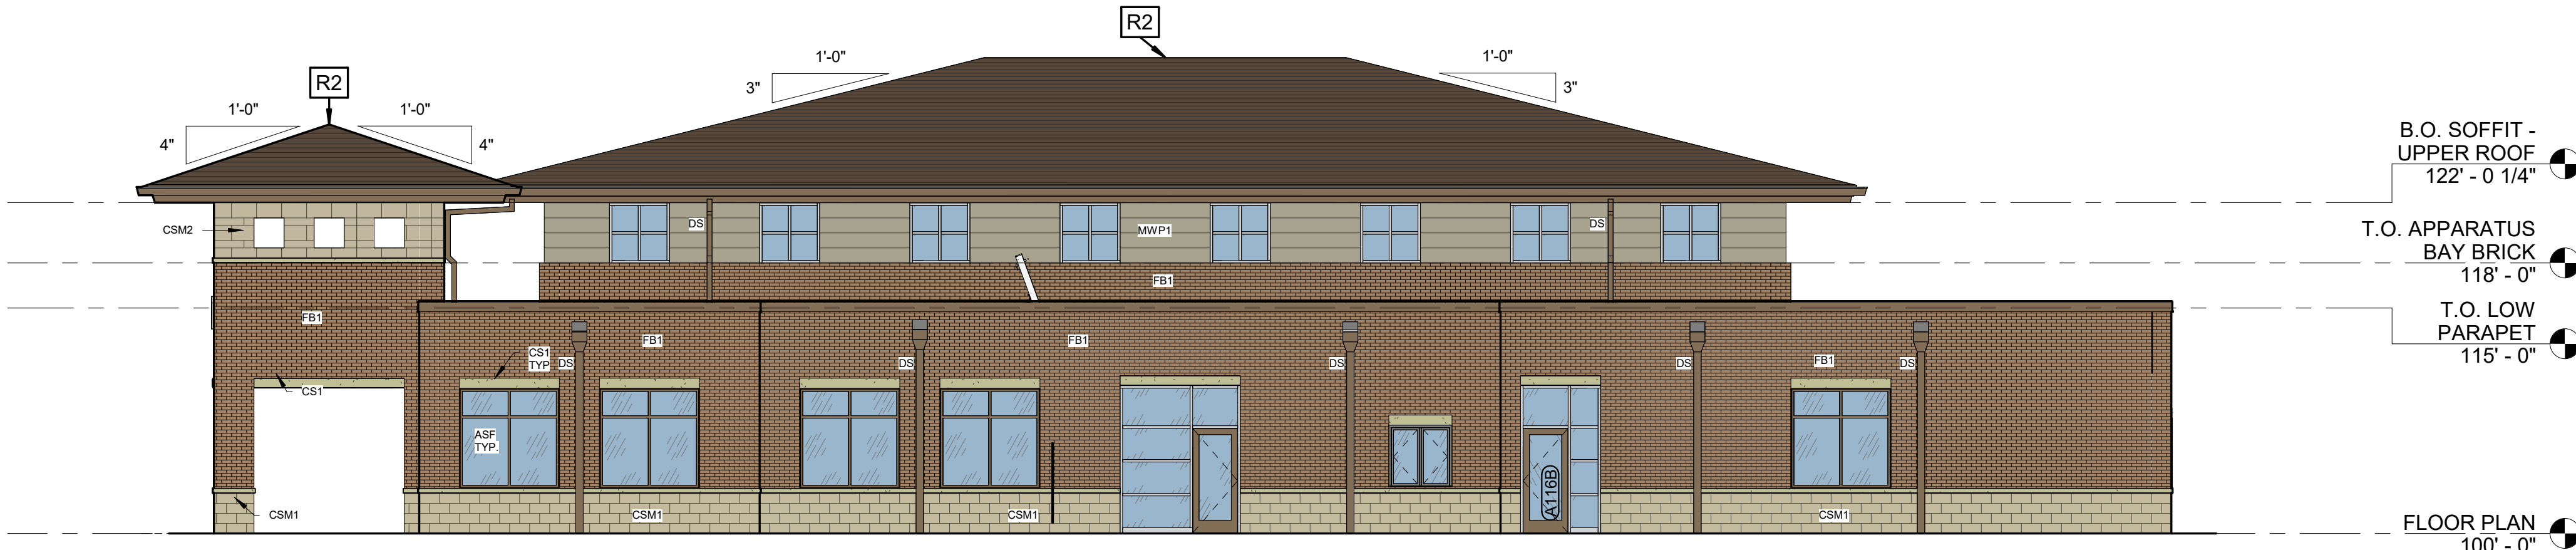 R2
1'-0"
1'-0"
3"
3"
R2
1'-0"
1'-0"
4"
4"
B.O. SOFFIT -
UPPER ROOF
122' - 0 1/4"
CSM2
DS
MWP1
DS
T.O. APPARATUS
BAY BRICK
118' - 0"
FB1
FB1
FB1
FB1
T.O. LOW
PARAPET
115' - 0"
CS1
TYP
DS
DS
DS
DS
FB1
DS
CS1
ASF
TYP.
A116B
CSM1
CSM1
CSM1
CSM1
FLOOR PLAN
100' - 0"